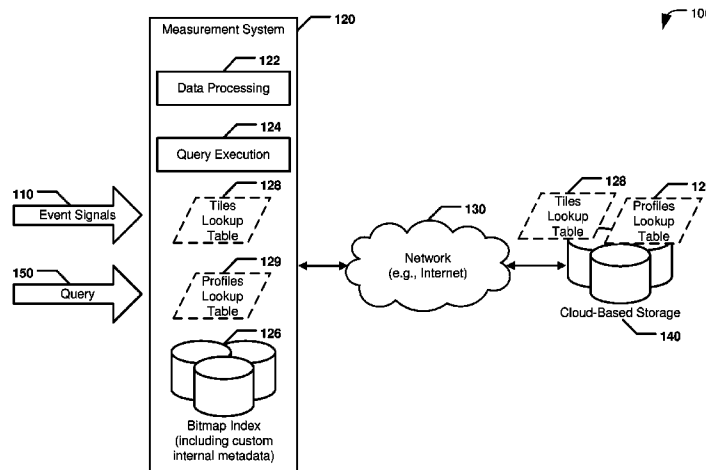 100
Measurement System
120
122
Data Processing
124
Query Execution
110
Event Signals
128
Tiles
Lookup
Table
150
Query
129
Profiles
Lookup
Table
126
Bitmap Index
(including custom
internal metadata)
130
Network
(e.g., Internet)
128
Tiles
Lookup
Table
Profiles
Lookup
Table
Cloud-Based Storage
140